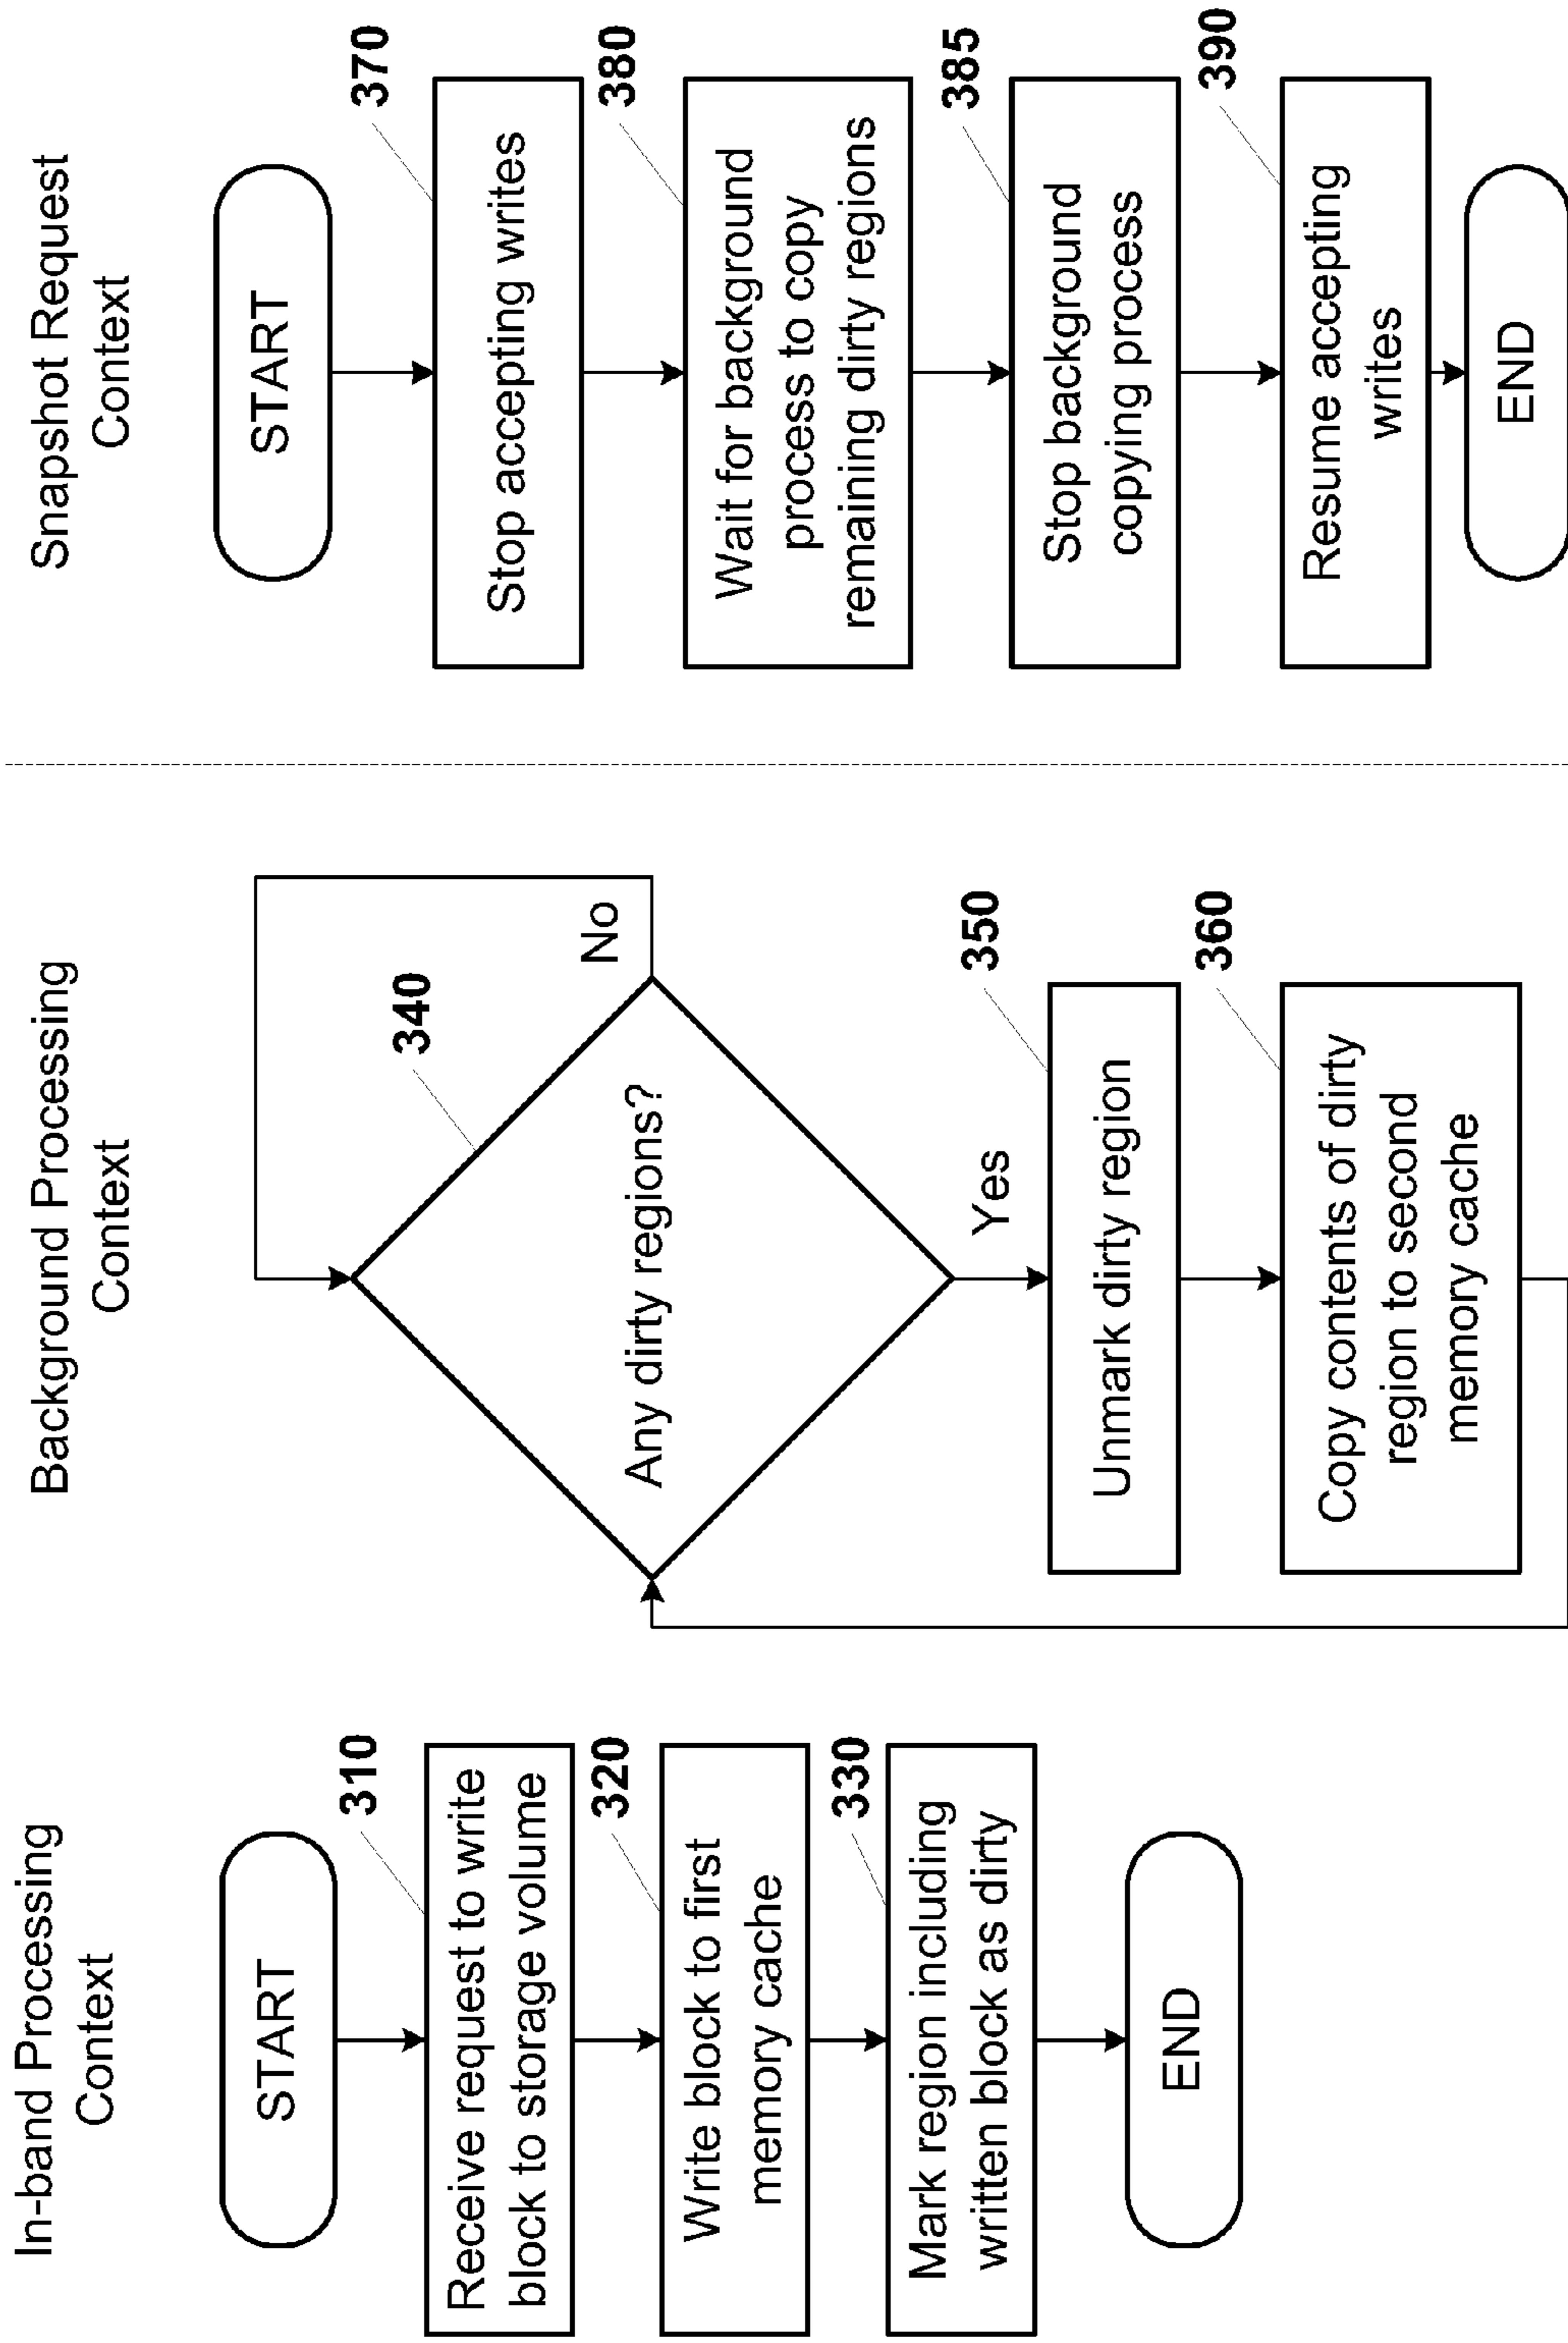 In-band Processing
Context
START
310
Receive request to write
block to storage volume
320
Write block to first
memory cache
330
Mark region including
written block as dirty
END
Background Processing
Context
340
Any dirty regions?
No
Yes
350
Unmark dirty region
360
Copy contents of dirty
region to second
memory cache
Snapshot Request
Context
START
370
Stop accepting writes
380
Wait for background
process to copy
remaining dirty regions
385
Stop background
copying process
390
Resume accepting
writes
END